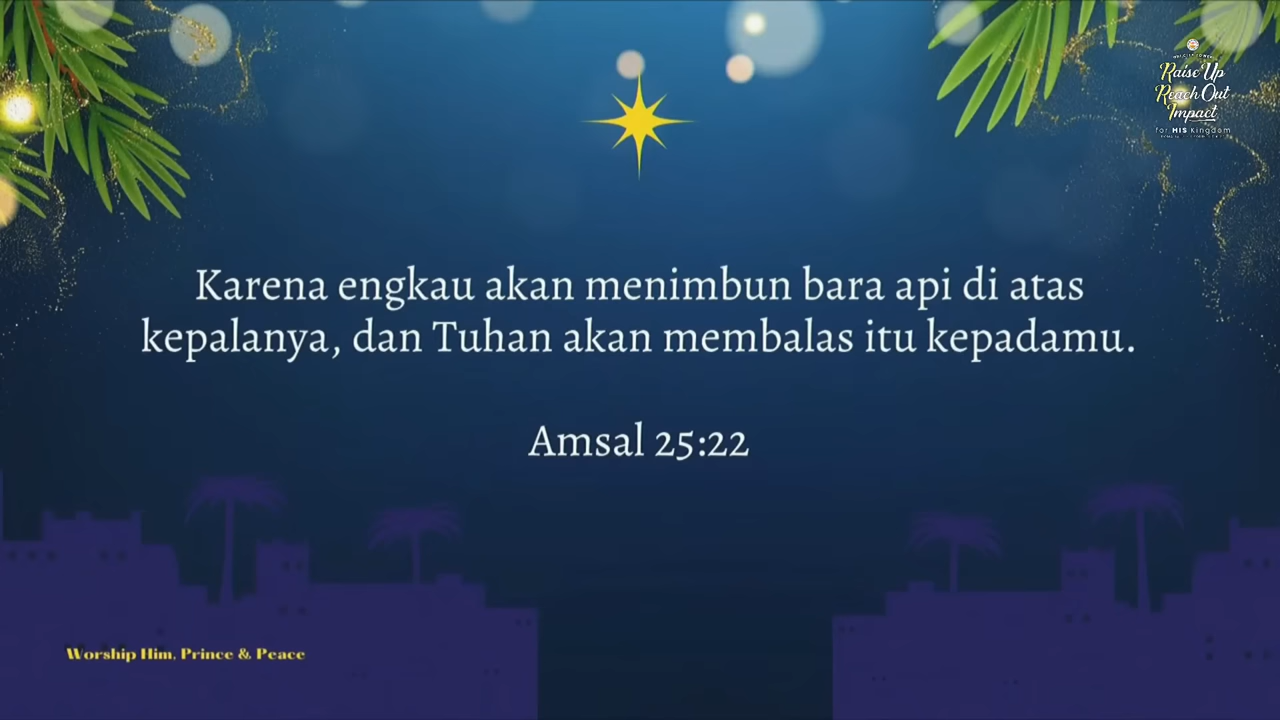 Raise Up
Reach Out
Impact
for HIS Kingdom
Karena engkau akan menimbun bara api di atas
kepalanya, dan Tuhan akan membalas itu kepadamu.
Amsal 25:22
Worship Him, Prince & Peace